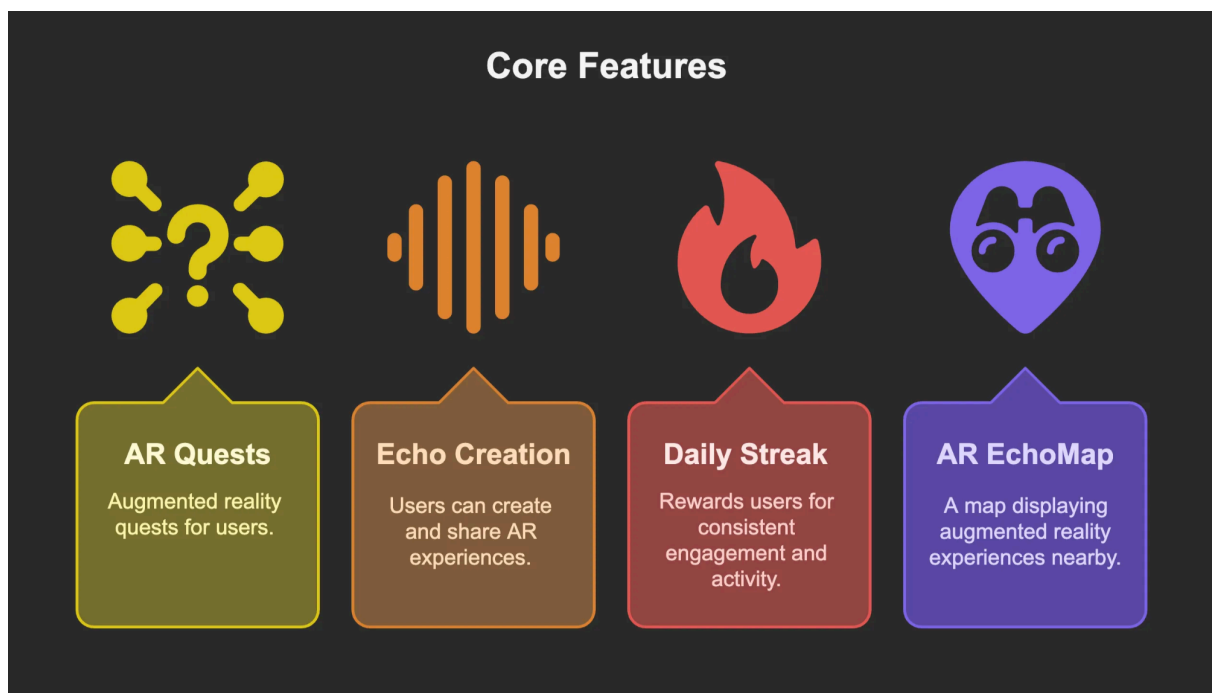 Core Features
AR Quests
Augmented reality
quests for users.
Echo Creation
Users can create
and share AR
experiences.
Daily Streak
Rewards users for
consistent
engagement and
activity.
AR EchoMap
A map displaying
augmented reality
experiences nearby.